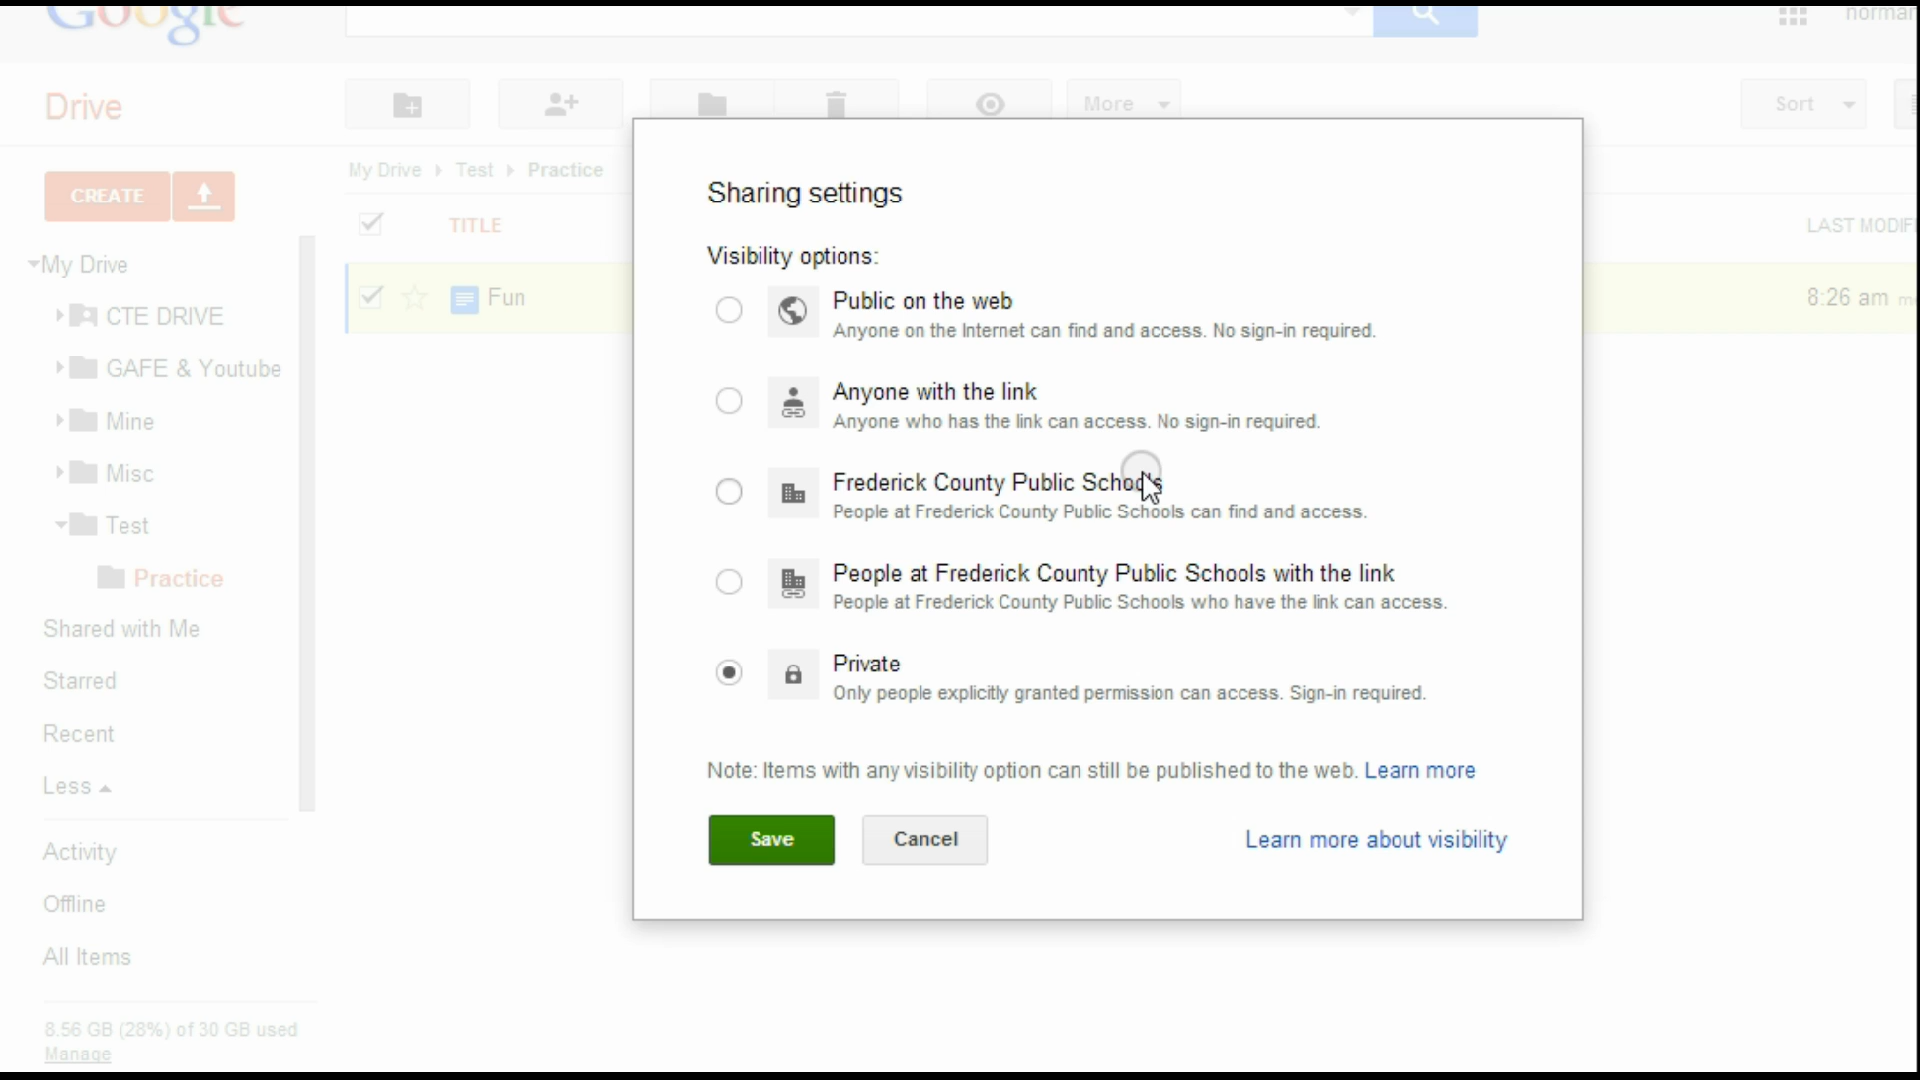 Google
norman
Drive
More
Sort
My Drive
Test
Practice
CREATE
TITLE
LAST MODIFI
My Drive
Fun
8:26 am
CTE DRIVE
GAFE & Youtube
Mine
Misc
Test
Practice
Shared with Me
Starred
Recent
Less
Activity
Offline
All Items
8.56 GB (28%) of 30 GB used
Manage
Sharing settings
Visibility options:
Public on the web
Anyone on the Internet can find and access. No sign-in required.
Anyone with the link
Anyone who has the link can access. No sign-in required.
Frederick County Public Schools
People at Frederick County Public Schools can find and access.
People at Frederick County Public Schools with the link
People at Frederick County Public Schools who have the link can access.
Private
Only people explicitly granted permission can access. Sign-in required.
Note: Items with any visibility option can still be published to the web. Learn more
Save
Cancel
Learn more about visibility